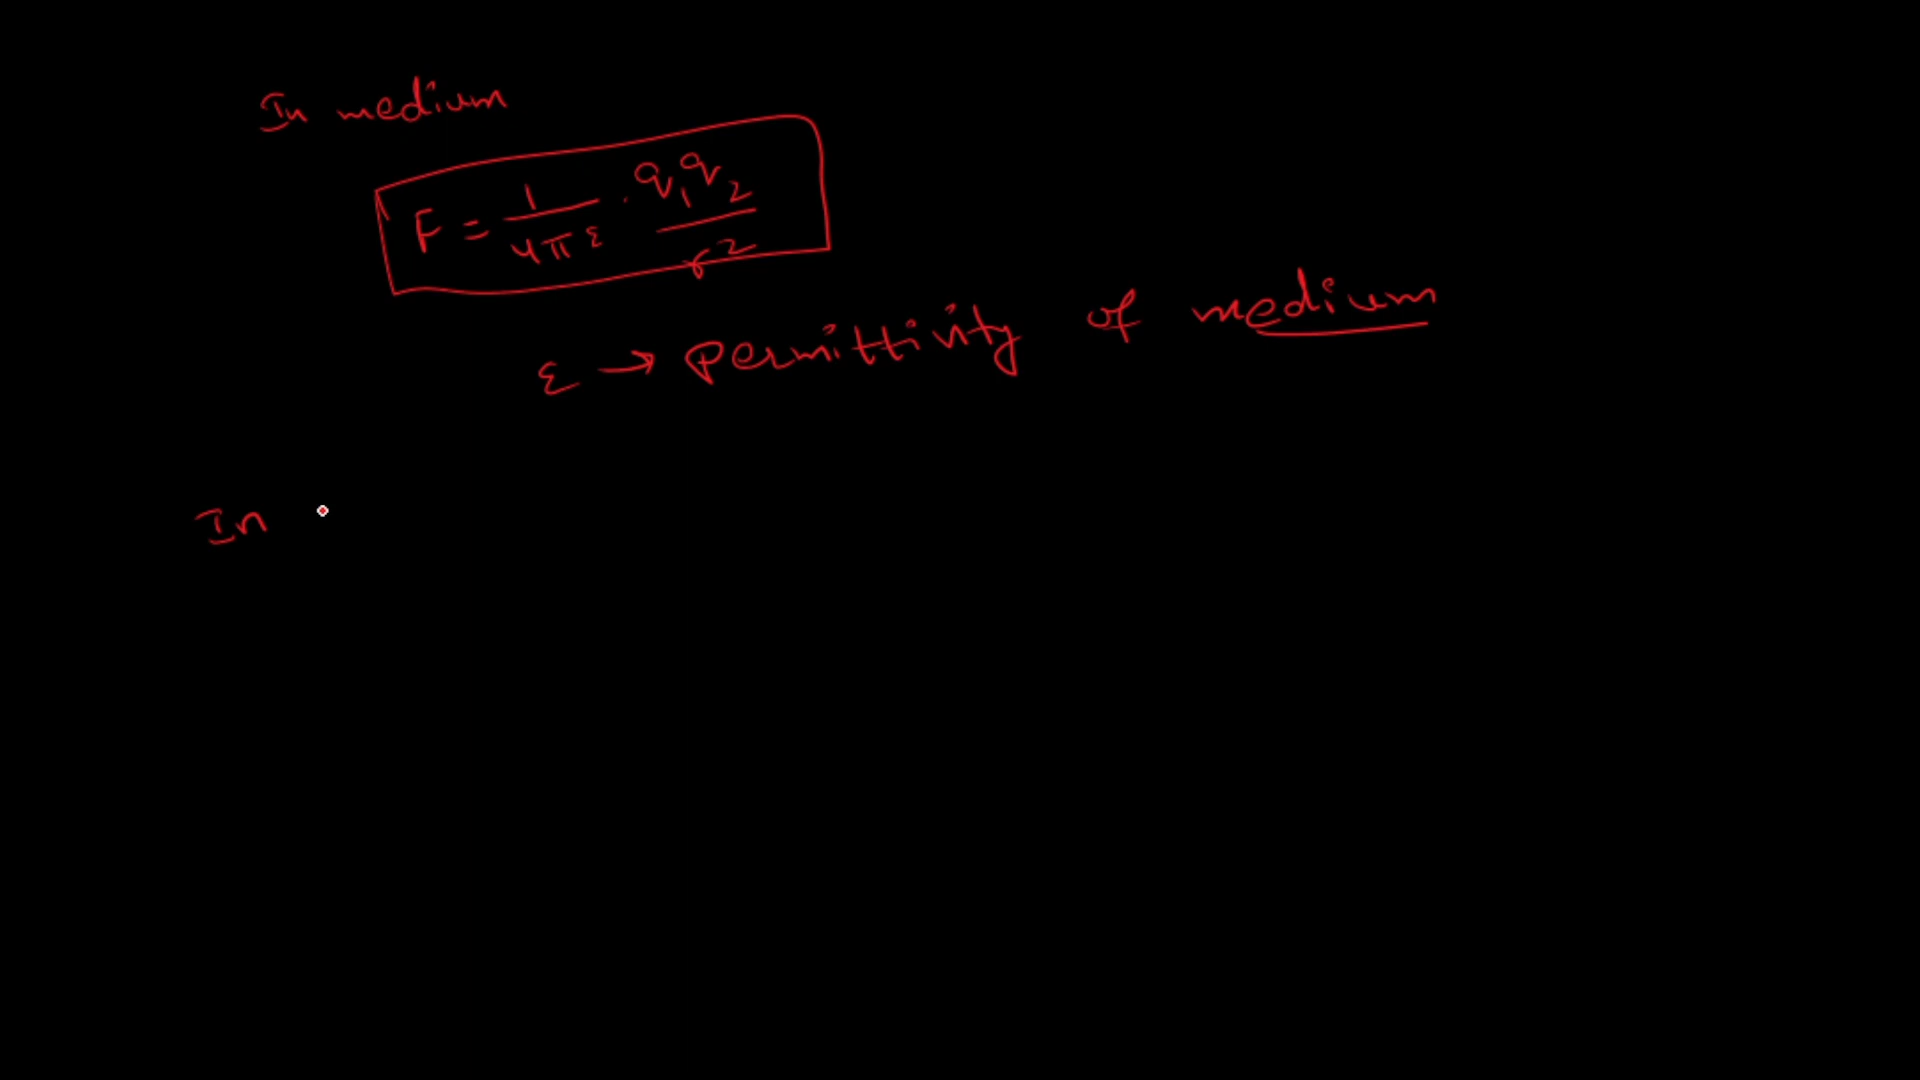 In medium
F = 1/4πε . q₁q₂/r²
ε → Permittivity of medium
In